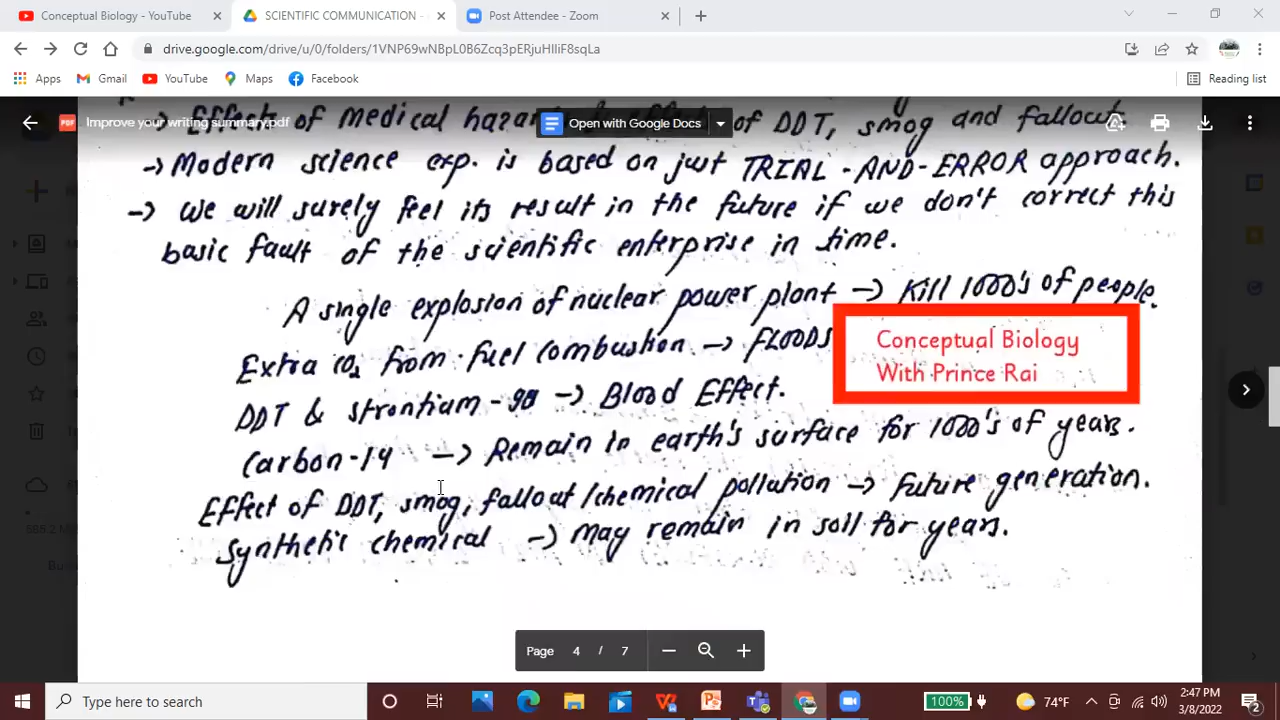 Conceptual Biology - YouTube
SCIENTIFIC COMMUNICATION -
Post Attendee - Zoom
drive.google.com/drive/u/0/folders/1VNP69wNBpL0B6Zcq3pERjuHIliF8sqLa
Apps Gmail YouTube Maps Facebook Reading list
Improve your writing summary.pdf
Open with Google Docs
-> Effects of medical of DDT, smog and fallout.
-> Modern science exp. is based on just TRIAL-AND-ERROR approach.
-> We will surely feel its result in the future if we don't correct this
basic fault of the scientific enterprise in time.
A single explosion of nuclear power plant -> Kill 1000's of people.
Extra CO2 from fuel combustion -> FLOODS
Conceptual Biology
With Prince Rai
DDT & strontium-90 -> Blood Effect.
Carbon-14 -> Remain in earth's surface for 1000's of years.
Effect of DDT, smog, fallout/chemical pollution -> Future generation.
Synthetic chemical -> May remain in soil for years.
Page 4 / 7
Type here to search
100%
74°F
2:47 PM
3/8/2022
2